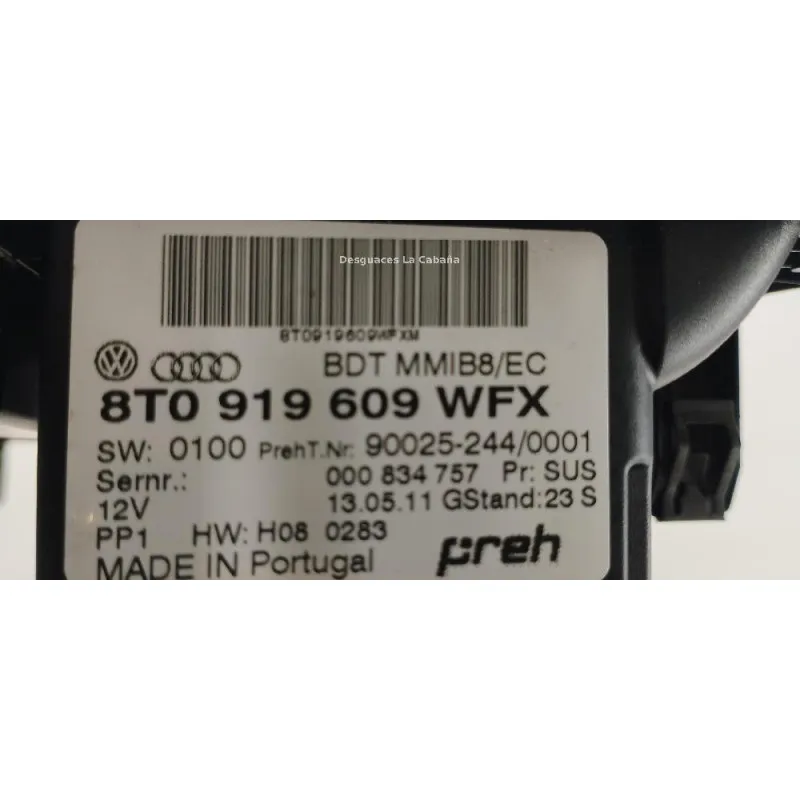 Desguaces La Cabaña
8T0919609WFXM
BDT MMIB8/EC
8T0 919 609 WFX
SW: 0100 PrehT.Nr: 90025-244/0001
Sernr.: 000 834 757 Pr: SUS
12V 13.05.11 GStand:23 S
PP1 HW: H08 0283
MADE IN Portugal preh